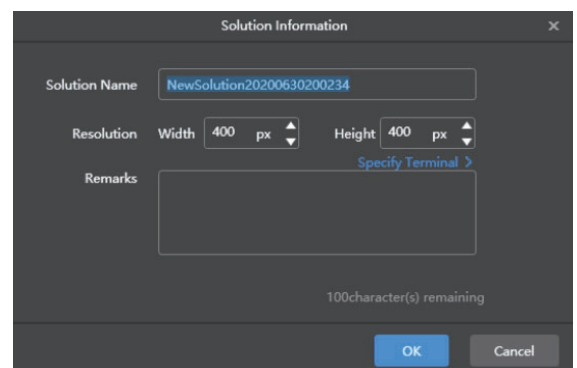 Solution Information
Solution Name NewSolution20200630200234
Resolution Width 400 px Height 400 px
Specify Terminal >
Remarks
100character(s) remaining
OK Cancel